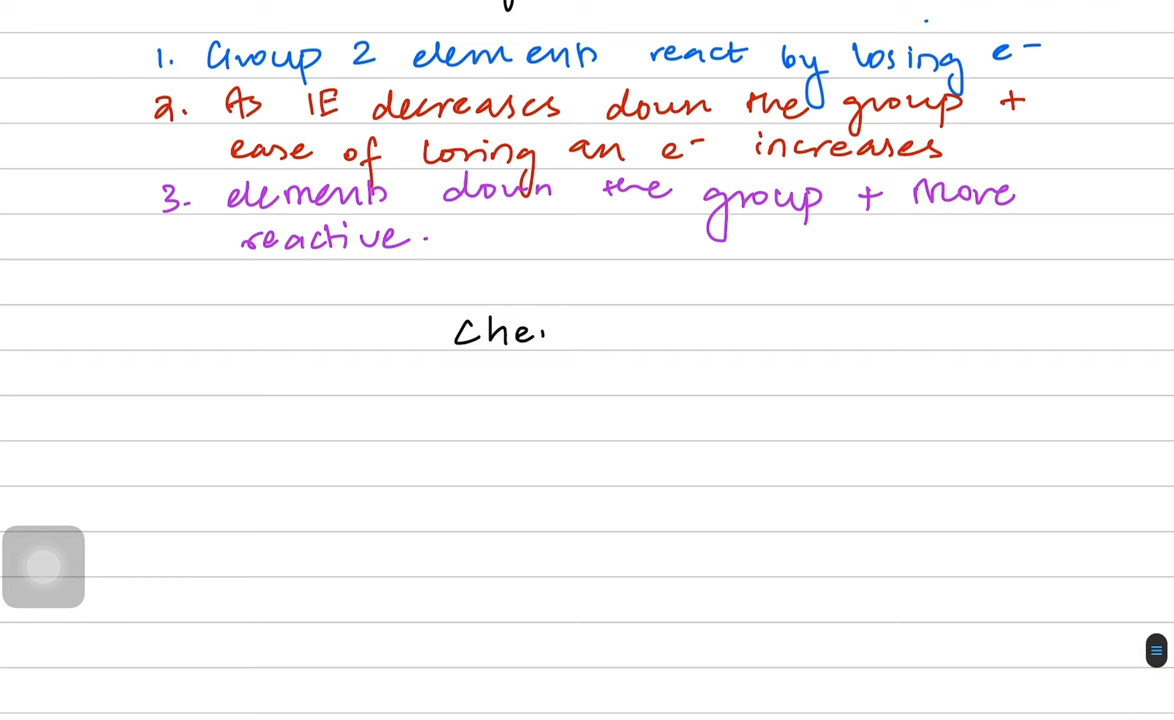 1. Group 2 elements react by losing e-
2. As IE decreases down the group +
ease of losing an e- increases
3. elements down the group + More
reactive.
Che